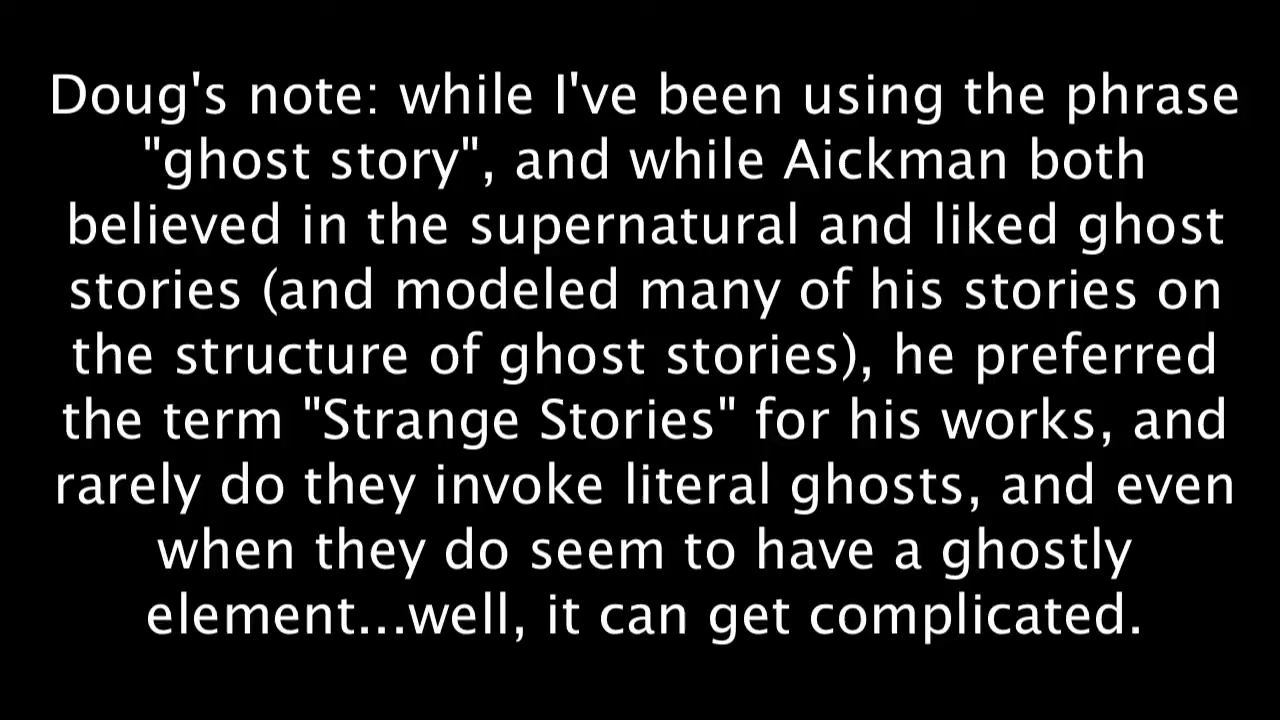 Doug's note: while I've been using the phrase
"ghost story", and while Aickman both
believed in the supernatural and liked ghost
stories (and modeled many of his stories on
the structure of ghost stories), he preferred
the term "Strange Stories" for his works, and
rarely do they invoke literal ghosts, and even
when they do seem to have a ghostly
element...well, it can get complicated.